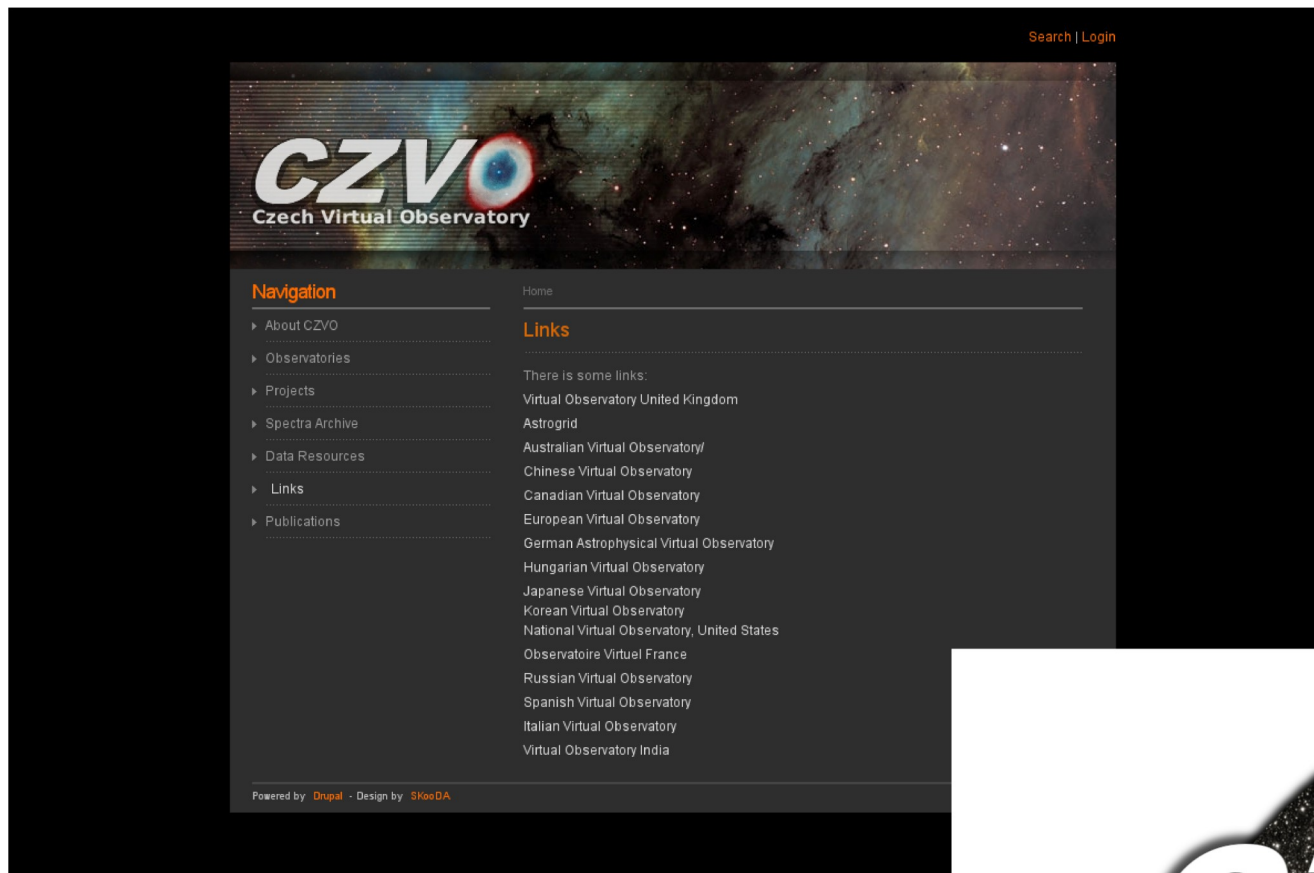 Search | Login
CZVO
Czech Virtual Observatory
Navigation
About CZVO
Observatories
Projects
Spectra Archive
Data Resources
Links
Publications
Home
Links
There is some links:
Virtual Observatory United Kingdom
Astrogrid
Australian Virtual Observatory/
Chinese Virtual Observatory
Canadian Virtual Observatory
European Virtual Observatory
German Astrophysical Virtual Observatory
Hungarian Virtual Observatory
Japanese Virtual Observatory
Korean Virtual Observatory
National Virtual Observatory, United States
Observatoire Virtuel France
Russian Virtual Observatory
Spanish Virtual Observatory
Italian Virtual Observatory
Virtual Observatory India
Powered by Drupal - Design by SKooDA